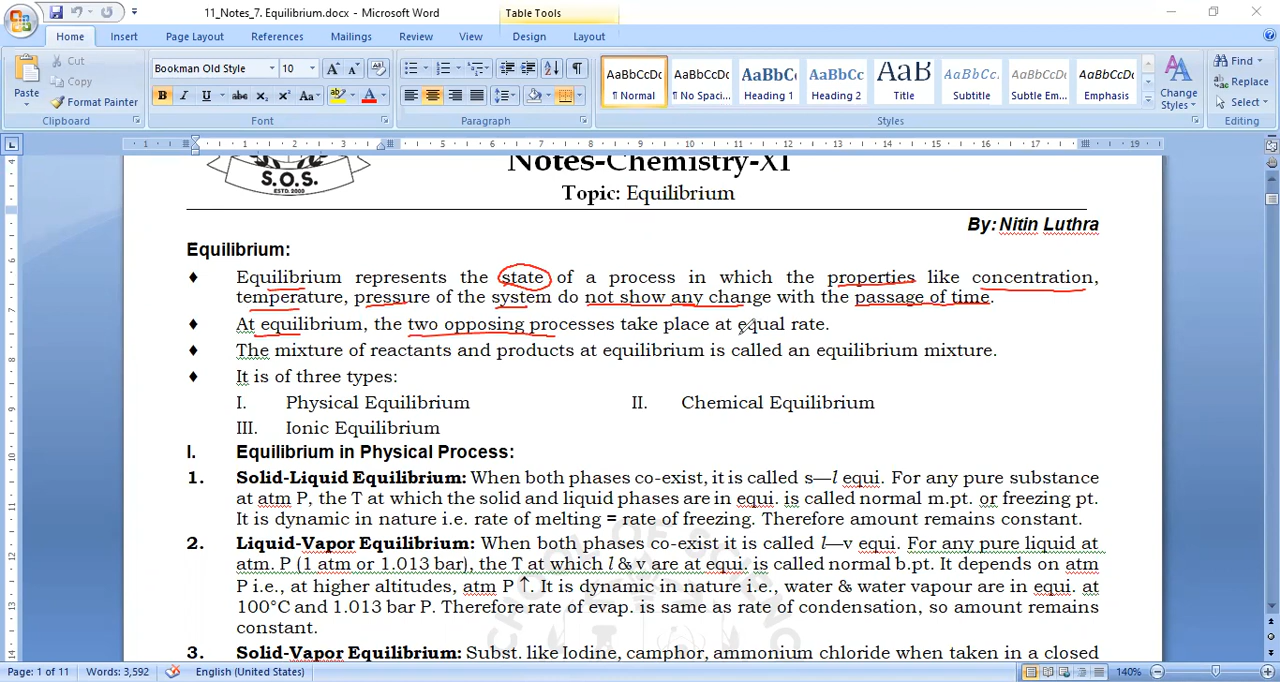 11_Notes_7. Equilibrium.docx - Microsoft Word
Table Tools
Home Insert Page Layout References Mailings Review View Design Layout
Paste
Cut
Copy
Format Painter
Clipboard
Bookman Old Style 10
Font
Paragraph
AaBbCcDc ¶ Normal
AaBbCcDc ¶ No Spaci...
AaBbCc Heading 1
AaBbCc Heading 2
AaB Title
AaBbCc. Subtitle
AaBbCcDc Subtle Em...
AaBbCcDc Emphasis
Styles
Change Styles
Find
Replace
Select
Editing
S.O.S.
ESTD. 2000
Notes-Chemistry-XI
Topic: Equilibrium
By: Nitin Luthra
Equilibrium:
♦ Equilibrium represents the state of a process in which the properties like concentration,
temperature, pressure of the system do not show any change with the passage of time.
♦ At equilibrium, the two opposing processes take place at equal rate.
♦ The mixture of reactants and products at equilibrium is called an equilibrium mixture.
♦ It is of three types:
I. Physical Equilibrium II. Chemical Equilibrium
III. Ionic Equilibrium
I. Equilibrium in Physical Process:
1. Solid-Liquid Equilibrium: When both phases co-exist, it is called s—l equi. For any pure substance
at atm P, the T at which the solid and liquid phases are in equi. is called normal m.pt. or freezing pt.
It is dynamic in nature i.e. rate of melting = rate of freezing. Therefore amount remains constant.
2. Liquid-Vapor Equilibrium: When both phases co-exist it is called l—v equi. For any pure liquid at
atm. P (1 atm or 1.013 bar), the T at which l & v are at equi. is called normal b.pt. It depends on atm
P i.e., at higher altitudes, atm P ↑. It is dynamic in nature i.e., water & water vapour are in equi. at
100°C and 1.013 bar P. Therefore rate of evap. is same as rate of condensation, so amount remains
constant.
3. Solid-Vapor Equilibrium: Subst. like Iodine, camphor, ammonium chloride when taken in a closed
Page: 1 of 11 Words: 3,592 English (United States) 140%